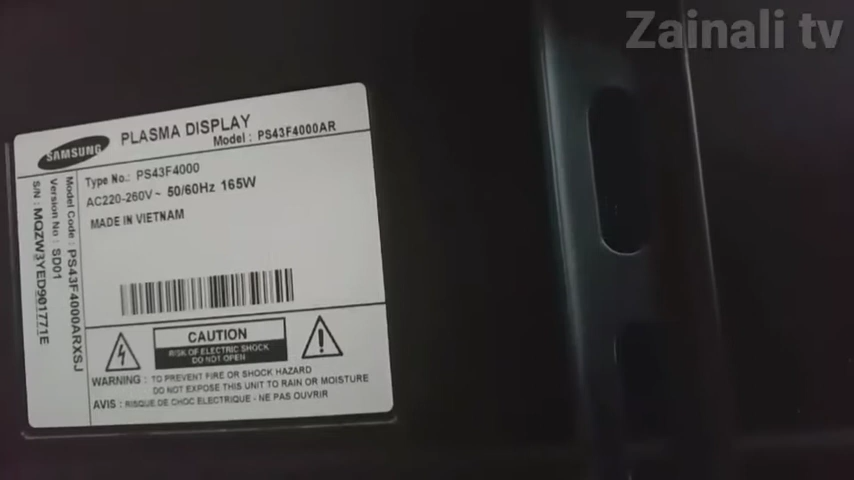 Zainali tv
SAMSUNG
PLASMA DISPLAY
Model : PS43F4000AR
Type No.: PS43F4000
AC220-260V~ 50/60Hz 165W
MADE IN VIETNAM
Model Code : PS43F4000ARXSJ
Version No : SD01
S/N : MQZW3YED901771E
CAUTION
RISK OF ELECTRIC SHOCK
DO NOT OPEN
WARNING : TO PREVENT FIRE OR SHOCK HAZARD
DO NOT EXPOSE THIS UNIT TO RAIN OR MOISTURE
AVIS : RISQUE DE CHOC ELECTRIQUE - NE PAS OUVRIR